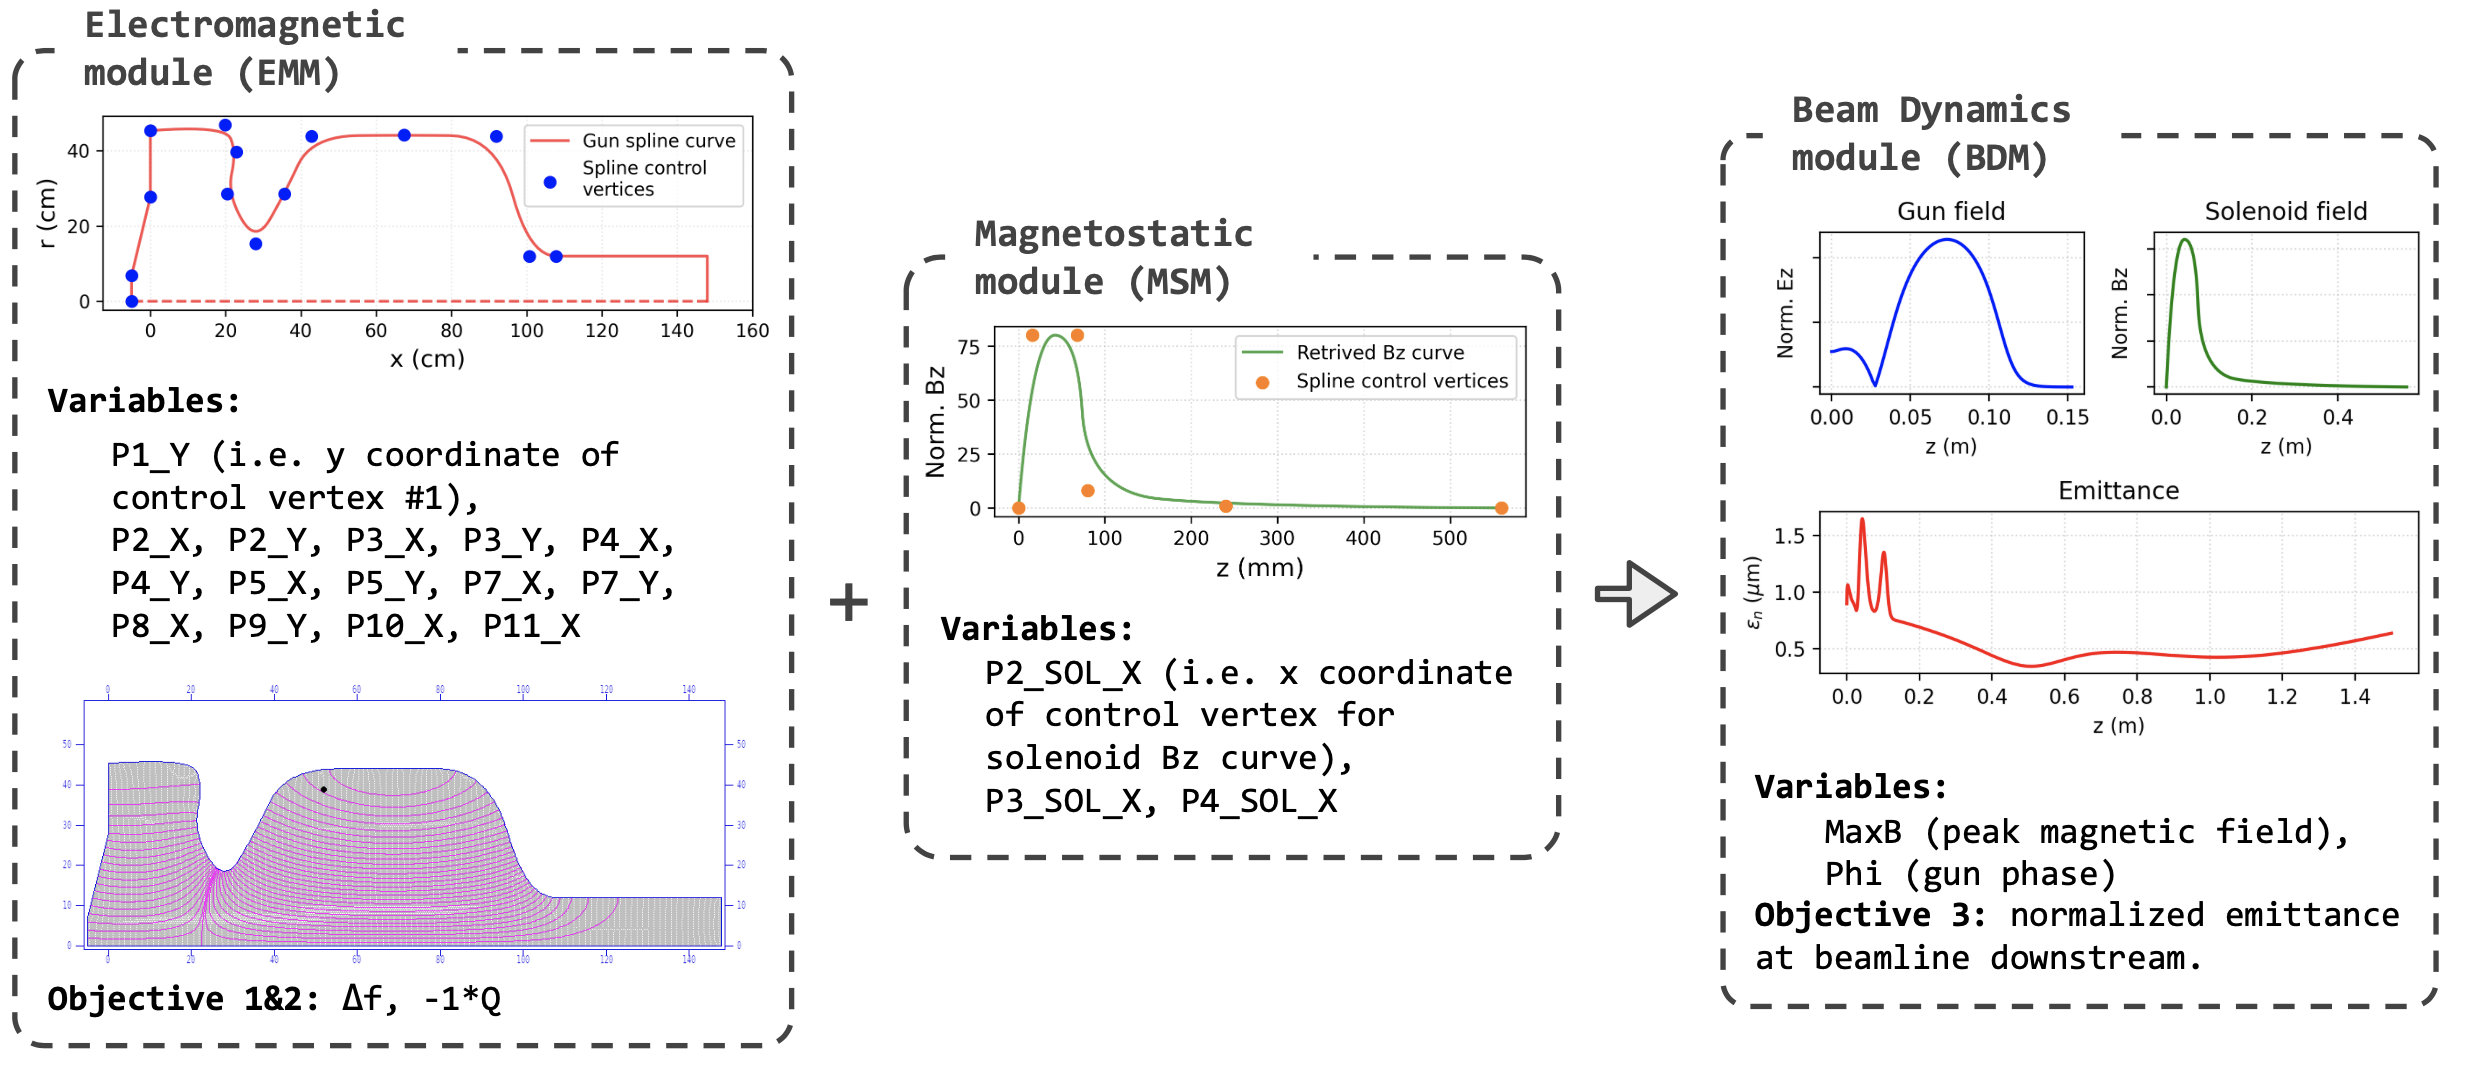 Electromagnetic
module (EMM)
Gun spline curve
Spline control
vertices
r (cm)
40
20
0
0 20 40 60 80 100 120 140 160
x (cm)
Variables:
P1_Y (i.e. y coordinate of
control vertex #1),
P2_X, P2_Y, P3_X, P3_Y, P4_X,
P4_Y, P5_X, P5_Y, P7_X, P7_Y,
P8_X, P9_Y, P10_X, P11_X
0 20 40 60 80 100 120 140
50 50
40 40
30 30
20 20
10 10
0 0
0 20 40 60 80 100 120 140
Objective 1&2: Δf, -1*Q
+
Magnetostatic
module (MSM)
Retrived Bz curve
Spline control vertices
Norm. Bz
75
50
25
0
0 100 200 300 400 500
z (mm)
Variables:
P2_SOL_X (i.e. x coordinate
of control vertex for
solenoid Bz curve),
P3_SOL_X, P4_SOL_X
Beam Dynamics
module (BDM)
Gun field
Norm. Ez
0.00 0.05 0.10 0.15
z (m)
Solenoid field
Norm. Bz
0.0 0.2 0.4
z (m)
Emittance
εn (μm)
1.5
1.0
0.5
0.0 0.2 0.4 0.6 0.8 1.0 1.2 1.4
z (m)
Variables:
MaxB (peak magnetic field),
Phi (gun phase)
Objective 3: normalized emittance
at beamline downstream.